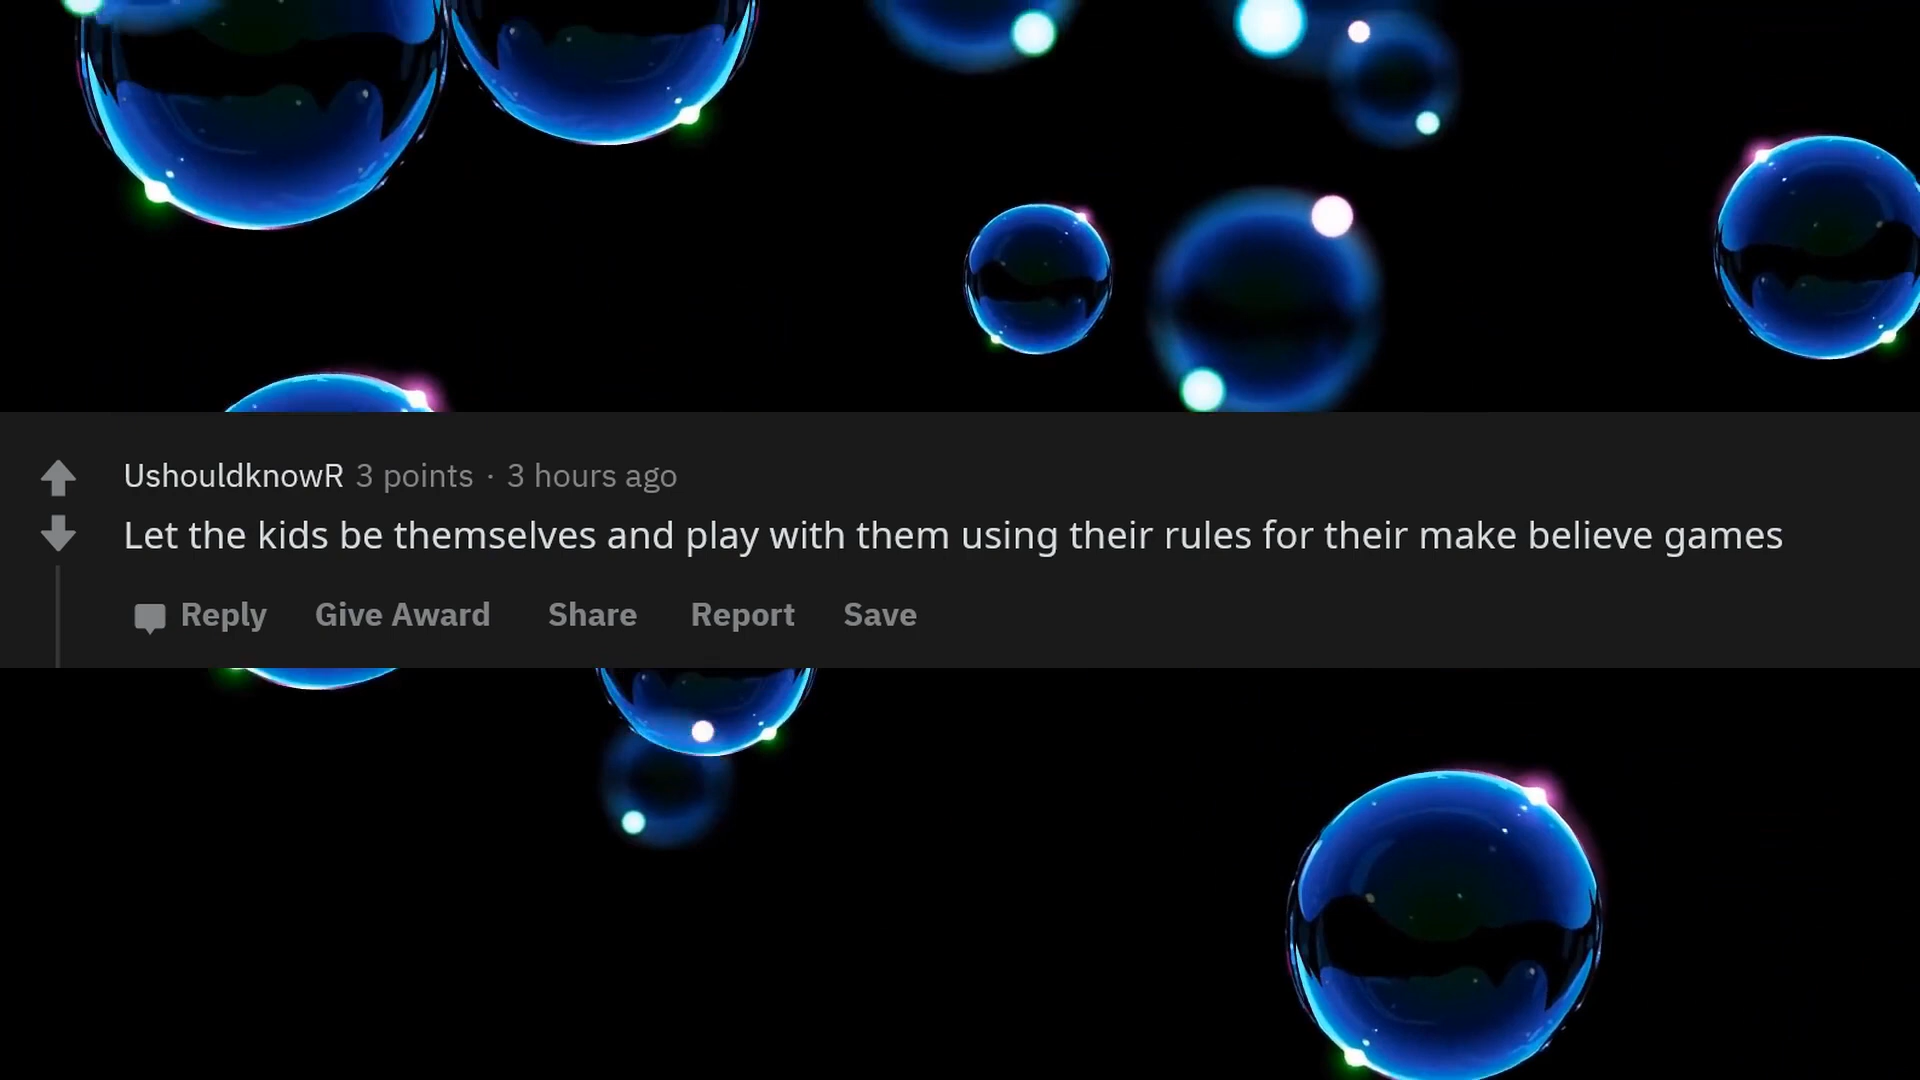 UshouldknowR 3 points · 3 hours ago
Let the kids be themselves and play with them using their rules for their make believe games
Reply Give Award Share Report Save